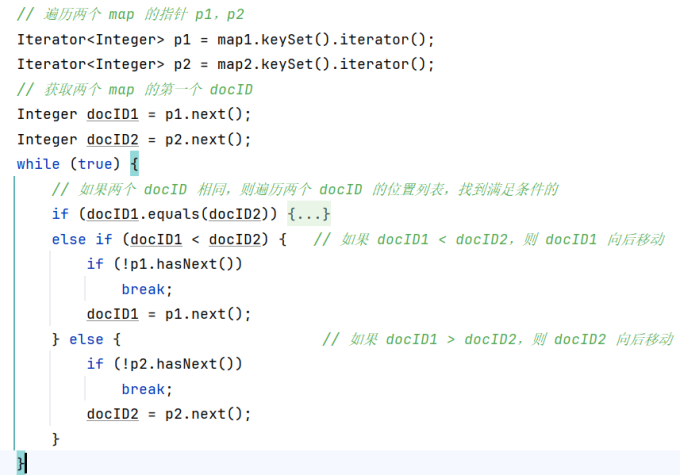 // 遍历两个 map 的指针 p1，p2
Iterator<Integer> p1 = map1.keySet().iterator();
Iterator<Integer> p2 = map2.keySet().iterator();
// 获取两个 map 的第一个 docID
Integer docID1 = p1.next();
Integer docID2 = p2.next();
while (true) {
// 如果两个 docID 相同，则遍历两个 docID 的位置列表，找到满足条件的
if (docID1.equals(docID2)) {...}
else if (docID1 < docID2) { // 如果 docID1 < docID2，则 docID1 向后移动
if (!p1.hasNext())
break;
docID1 = p1.next();
} else { // 如果 docID1 > docID2，则 docID2 向后移动
if (!p2.hasNext())
break;
docID2 = p2.next();
}
}